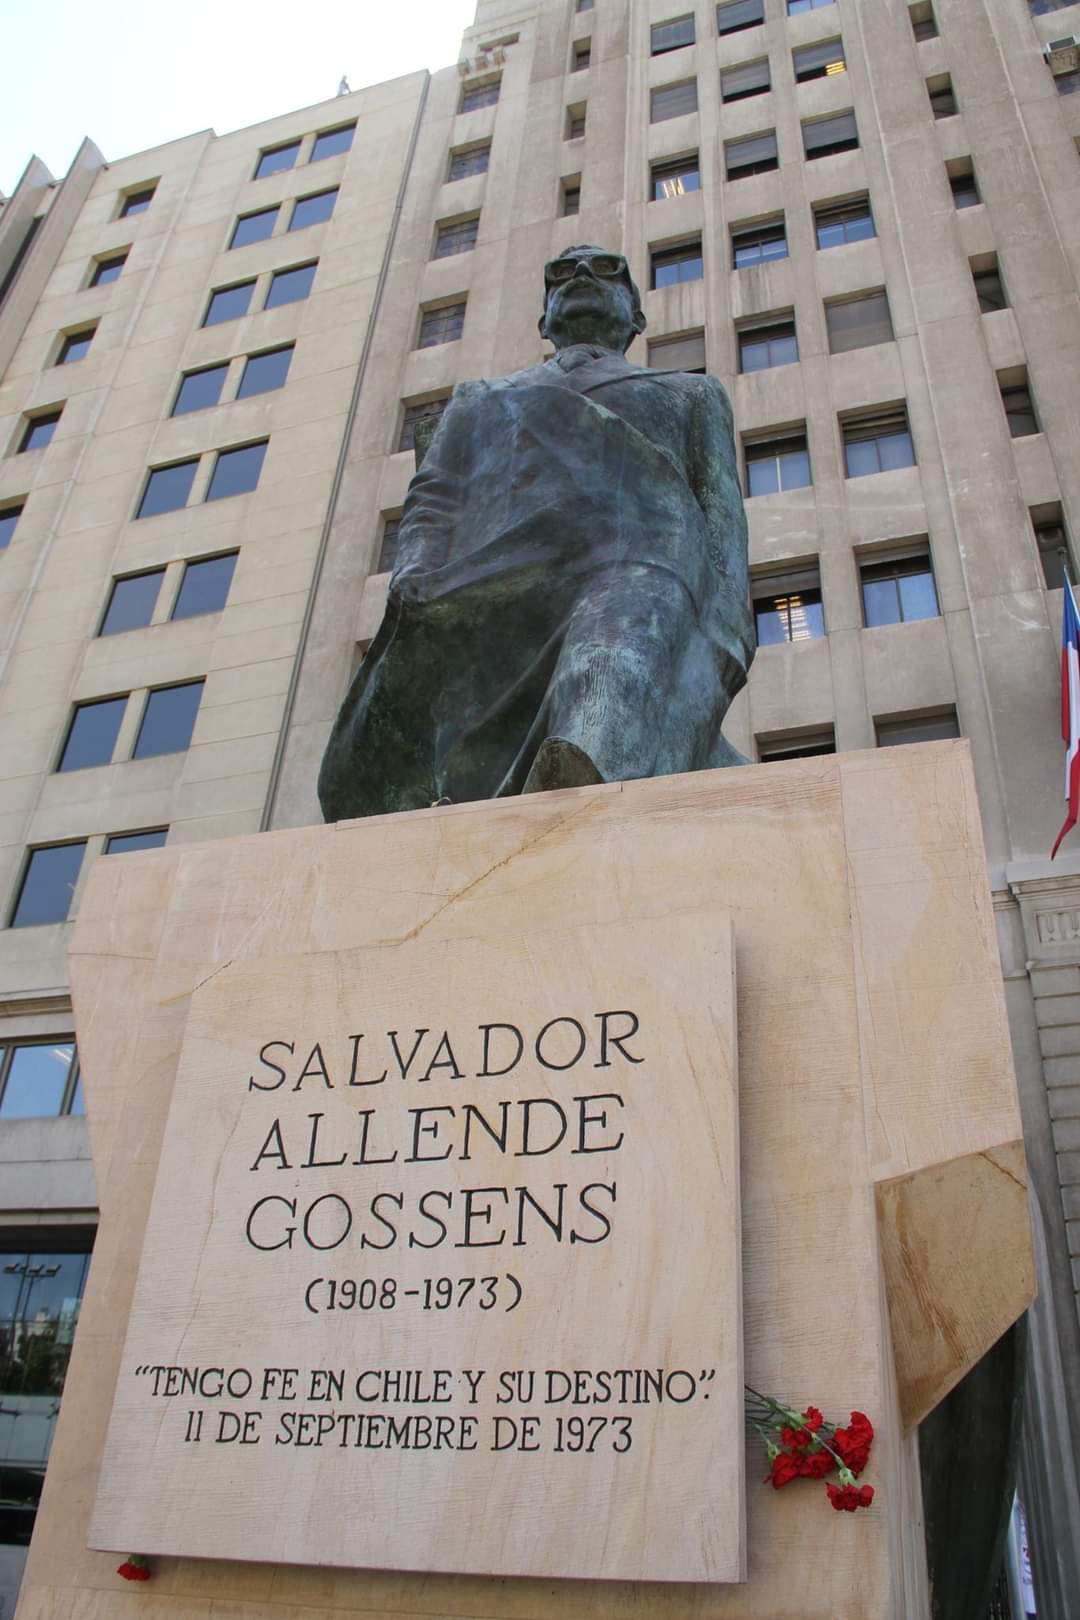 SALVADOR
ALLENDE
GOSSENS
(1908-1973)
“TENGO FE EN CHILE Y SU DESTINO”.
11 DE SEPTIEMBRE DE 1973